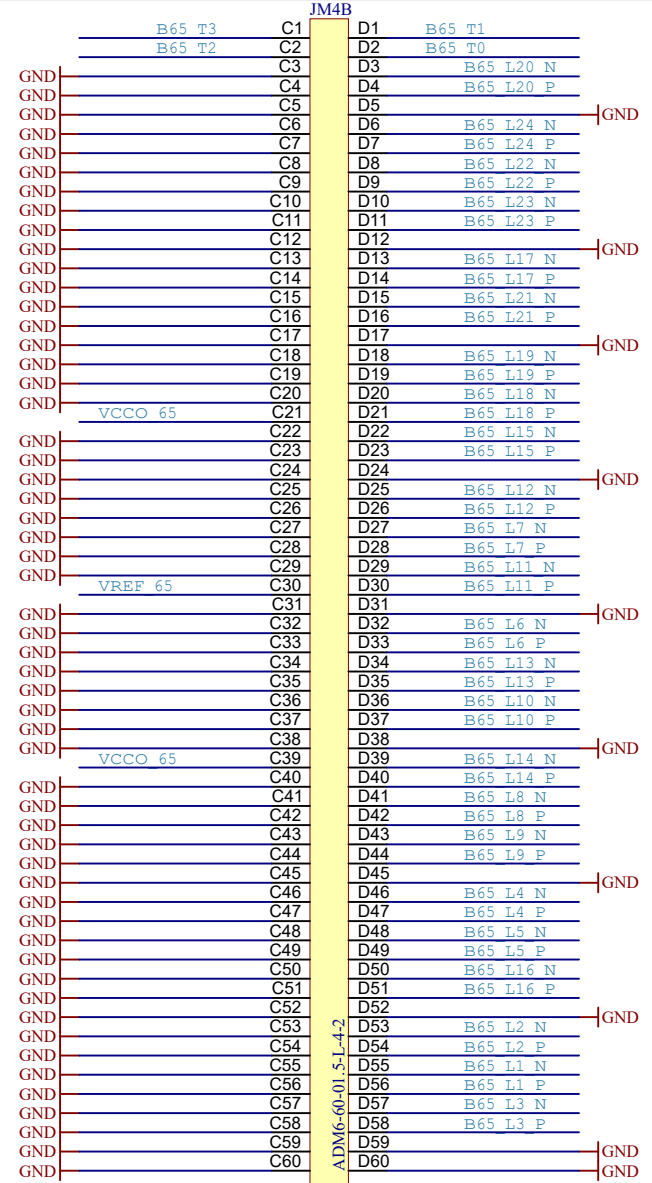 JM4B
B65_T3 C1 D1 B65_T1
B65_T2 C2 D2 B65_T0
GND C3 D3 B65_L20_N
GND C4 D4 B65_L20_P
GND C5 D5 GND
GND C6 D6 B65_L24_N
GND C7 D7 B65_L24_P
GND C8 D8 B65_L22_N
GND C9 D9 B65_L22_P
GND C10 D10 B65_L23_N
GND C11 D11 B65_L23_P
GND C12 D12 GND
GND C13 D13 B65_L17_N
GND C14 D14 B65_L17_P
GND C15 D15 B65_L21_N
GND C16 D16 B65_L21_P
GND C17 D17 GND
GND C18 D18 B65_L19_N
GND C19 D19 B65_L19_P
GND C20 D20 B65_L18_N
VCCO_65 C21 D21 B65_L18_P
GND C22 D22 B65_L15_N
GND C23 D23 B65_L15_P
GND C24 D24 GND
GND C25 D25 B65_L12_N
GND C26 D26 B65_L12_P
GND C27 D27 B65_L7_N
GND C28 D28 B65_L7_P
GND C29 D29 B65_L11_N
VREF_65 C30 D30 B65_L11_P
GND C31 D31 GND
GND C32 D32 B65_L6_N
GND C33 D33 B65_L6_P
GND C34 D34 B65_L13_N
GND C35 D35 B65_L13_P
GND C36 D36 B65_L10_N
GND C37 D37 B65_L10_P
GND C38 D38 GND
VCCO_65 C39 D39 B65_L14_N
GND C40 D40 B65_L14_P
GND C41 D41 B65_L8_N
GND C42 D42 B65_L8_P
GND C43 D43 B65_L9_N
GND C44 D44 B65_L9_P
GND C45 D45 GND
GND C46 D46 B65_L4_N
GND C47 D47 B65_L4_P
GND C48 D48 B65_L5_N
GND C49 D49 B65_L5_P
GND C50 D50 B65_L16_N
GND C51 D51 B65_L16_P
GND C52 D52 GND
GND C53 D53 B65_L2_N
GND C54 D54 B65_L2_P
GND C55 D55 B65_L1_N
GND C56 D56 B65_L1_P
GND C57 D57 B65_L3_N
GND C58 D58 B65_L3_P
GND C59 D59 GND
GND C60 D60 GND
ADM6-60-01.5-L-4-2